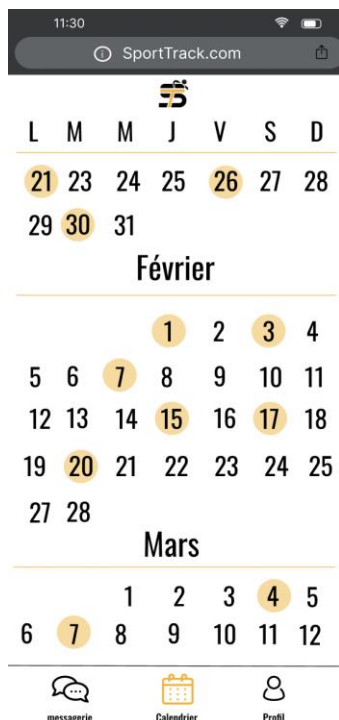 11:30
SportTrack.com
L M M J V S D
21 23 24 25 26 27 28
29 30 31
Février
1 2 3 4
5 6 7 8 9 10 11
12 13 14 15 16 17 18
19 20 21 22 23 24 25
27 28
Mars
1 2 3 4 5
6 7 8 9 10 11 12
messagerie Calendrier Profil